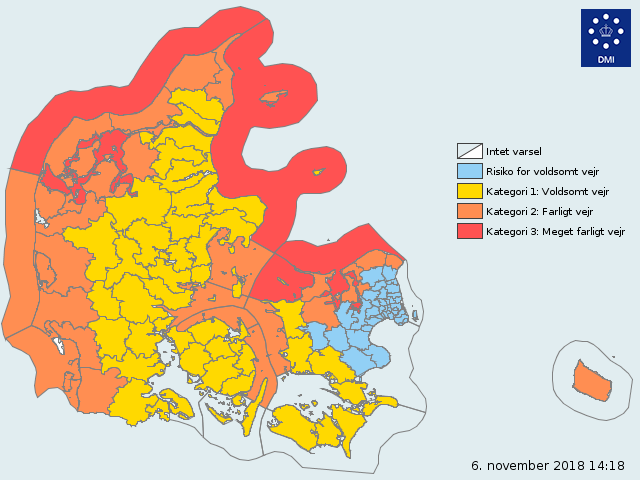 DMI
Intet varsel
Risiko for voldsomt vejr
Kategori 1: Voldsomt vejr
Kategori 2: Farligt vejr
Kategori 3: Meget farligt vejr
6. november 2018 14:18